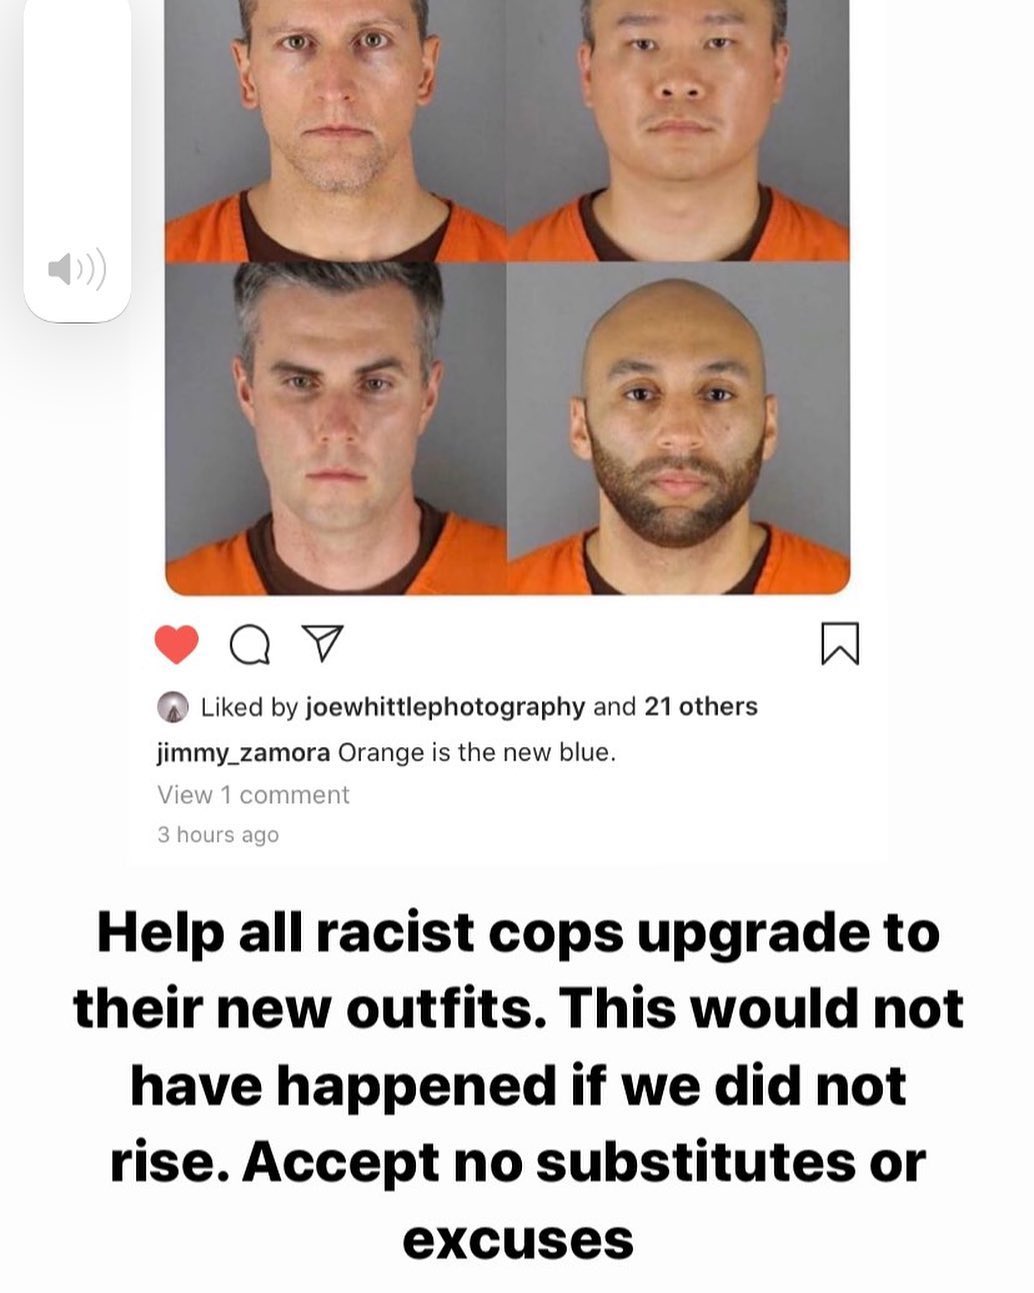 Liked by joewhittlephotography and 21 others
jimmy_zamora Orange is the new blue.
View 1 comment
3 hours ago
Help all racist cops upgrade to
their new outfits. This would not
have happened if we did not
rise. Accept no substitutes or
excuses